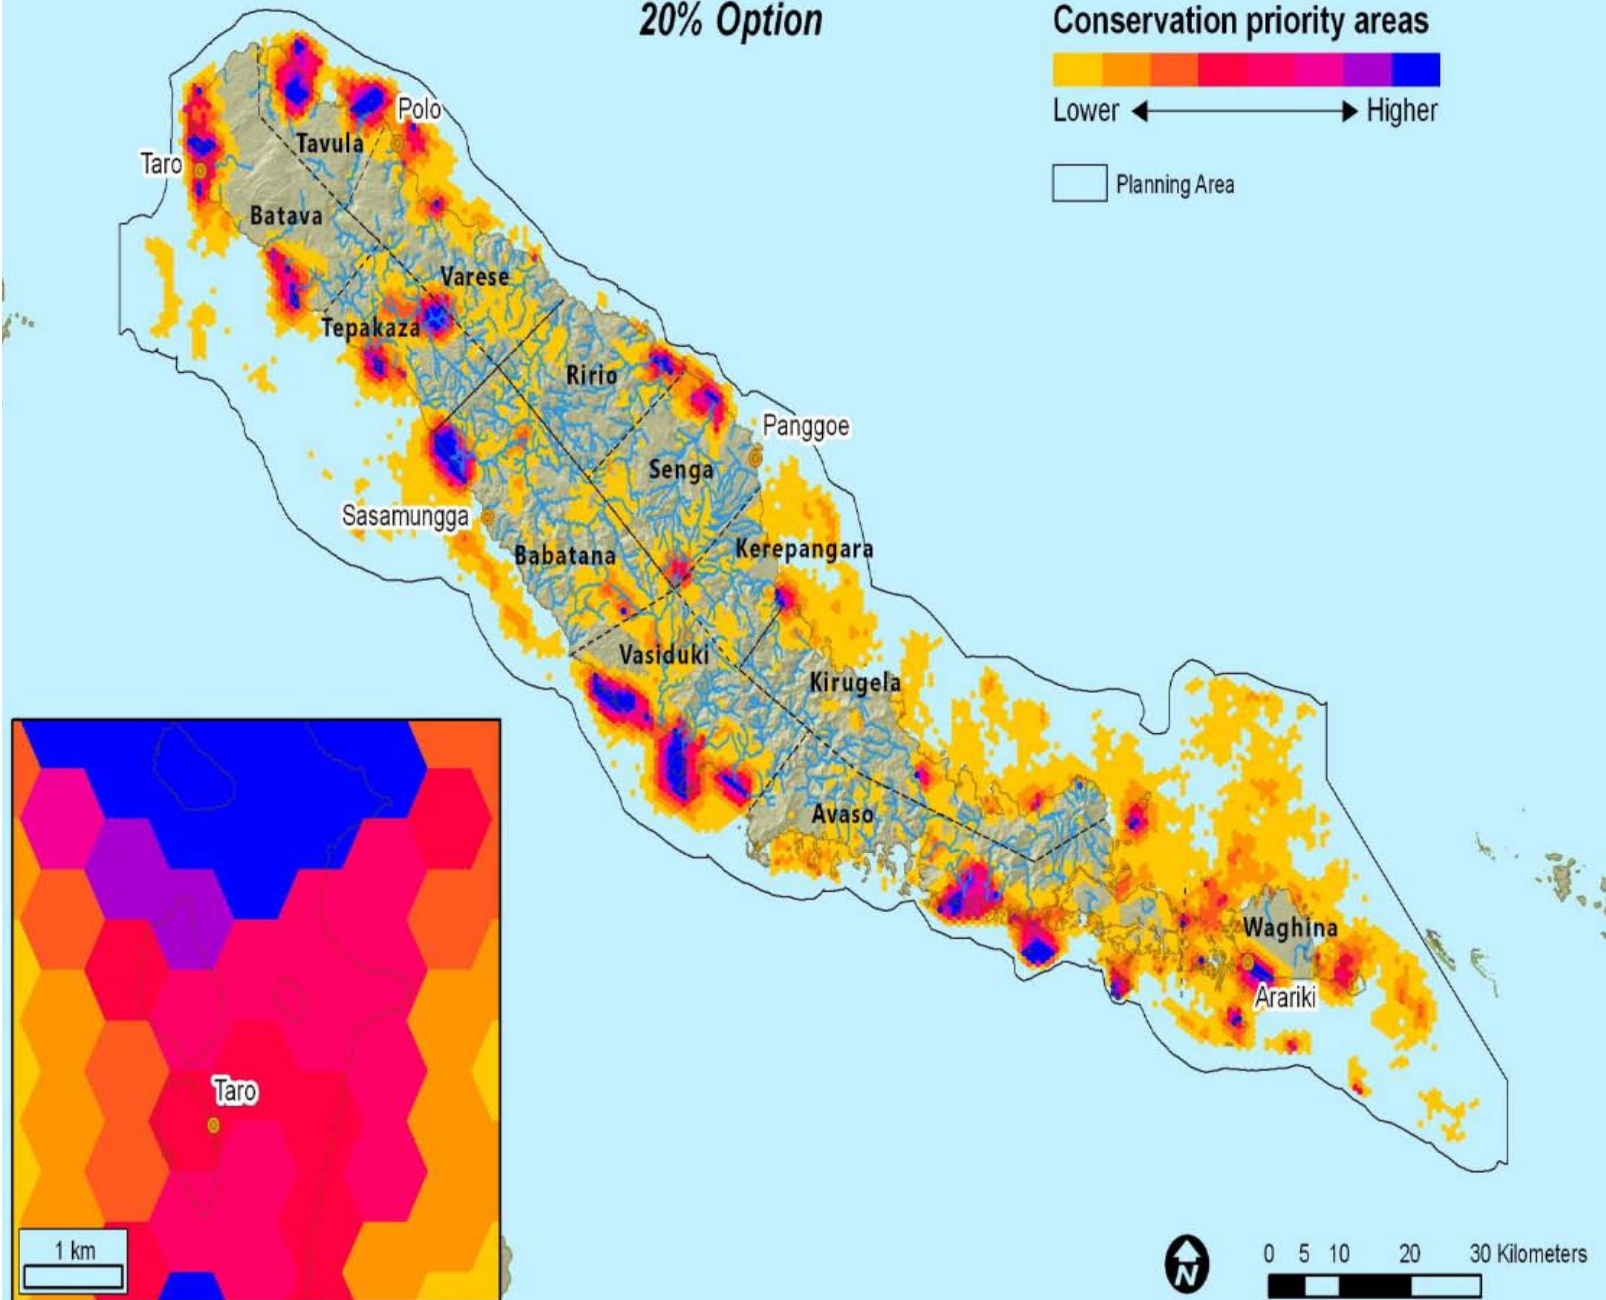 20% Option
Conservation priority areas
Lower Higher
Planning Area
Polo
Tavula
Taro
Batava
Varese
Tepakaza
Ririo
Panggoe
Senga
Sasamungga
Kerepangara
Babatana
Vasiduki
Kirugela
Avaso
Waghina
Arariki
Taro
1 km
N
0 5 10 20 30 Kilometers